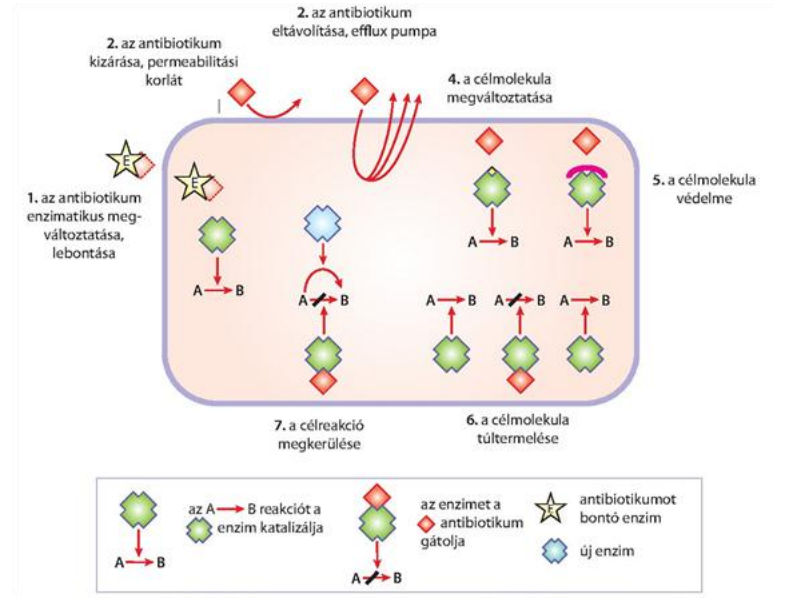 2. az antibiotikum
eltávolítása, efflux pumpa
2. az antibiotikum
kizárása, permeabilitási
korlát
4. a célmolekula
megváltoztatása
E
E
1. az antibiotikum
enzimatikus meg-
változtatása,
lebontása
5. a célmolekula
védelme
A B
A B
A B
A B
A B
A B
A B
7. a célreakció
megkerülése
6. a célmolekula
túltermelése
az A B reakciót a
enzim katalizálja
A B
az enzimet a
antibiotikum
gátolja
A B
E
antibiotikumot
bontó enzim
új enzim